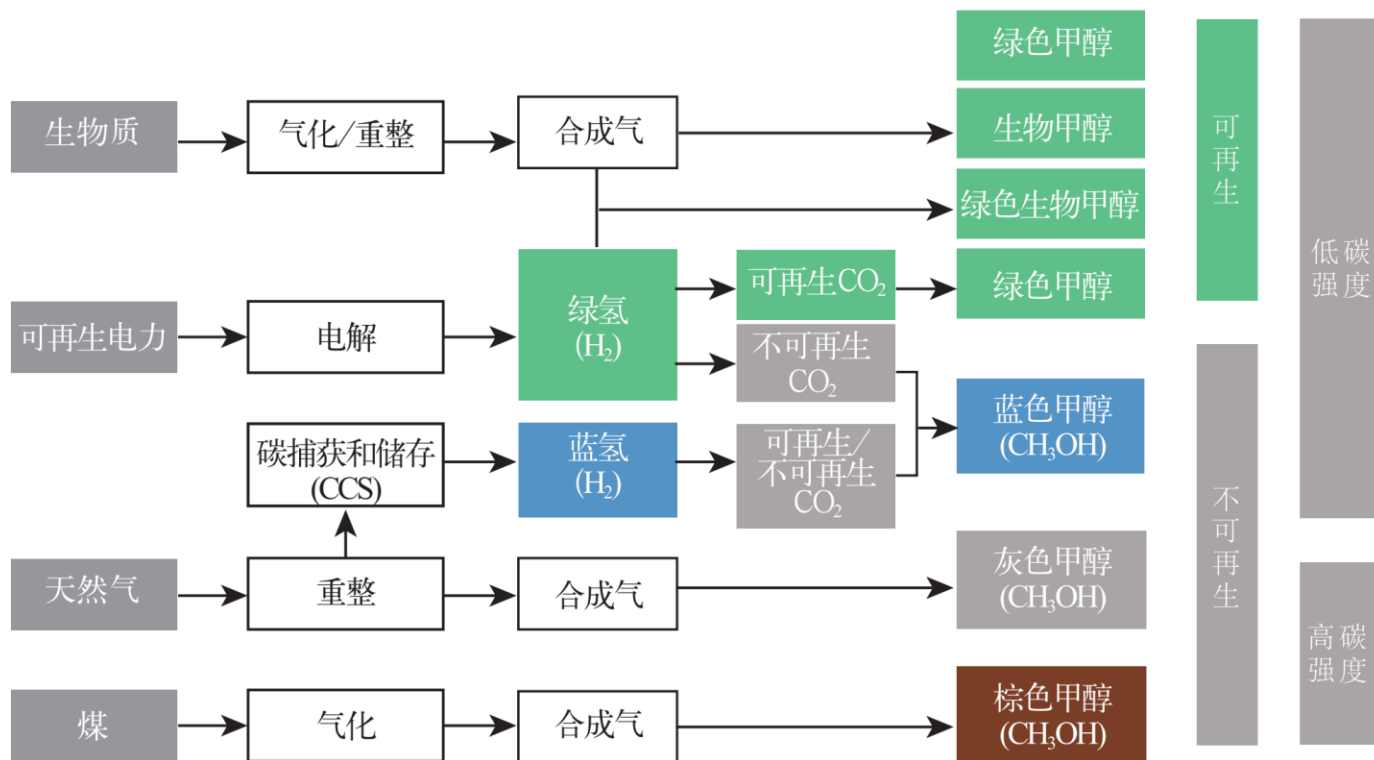 绿色甲醇
生物质
气化/重整
合成气
生物甲醇
绿色生物甲醇
可再生电力
电解
绿氢
(H₂)
可再生CO₂
绿色甲醇
不可再生
CO₂
碳捕获和储存
(CCS)
蓝氢
(H₂)
可再生/
不可再生
CO₂
蓝色甲醇
(CH₃OH)
天然气
重整
合成气
灰色甲醇
(CH₃OH)
煤
气化
合成气
棕色甲醇
(CH₃OH)
可再生
不可再生
低碳
强度
高碳
强度